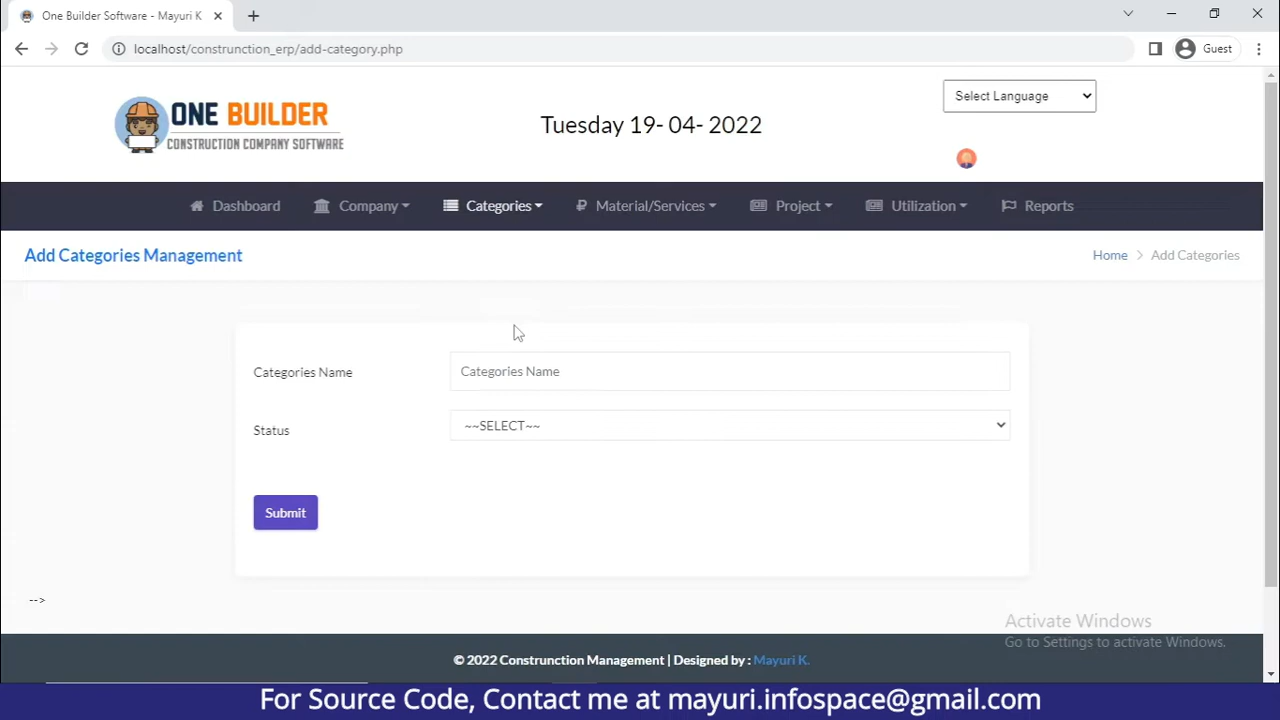 One Builder Software - Mayuri K
localhost/construnction_erp/add-category.php
Guest
ONE BUILDER
CONSTRUCTION COMPANY SOFTWARE
Tuesday 19- 04- 2022
Select Language
Dashboard
Company
Categories
Material/Services
Project
Utilization
Reports
Add Categories Management
Home
Add Categories
Categories Name
Categories Name
Status
~~SELECT~~
Submit
-->
Activate Windows
Go to Settings to activate Windows.
© 2022 Construnction Management | Designed by : Mayuri K.
For Source Code, Contact me at mayuri.infospace@gmail.com